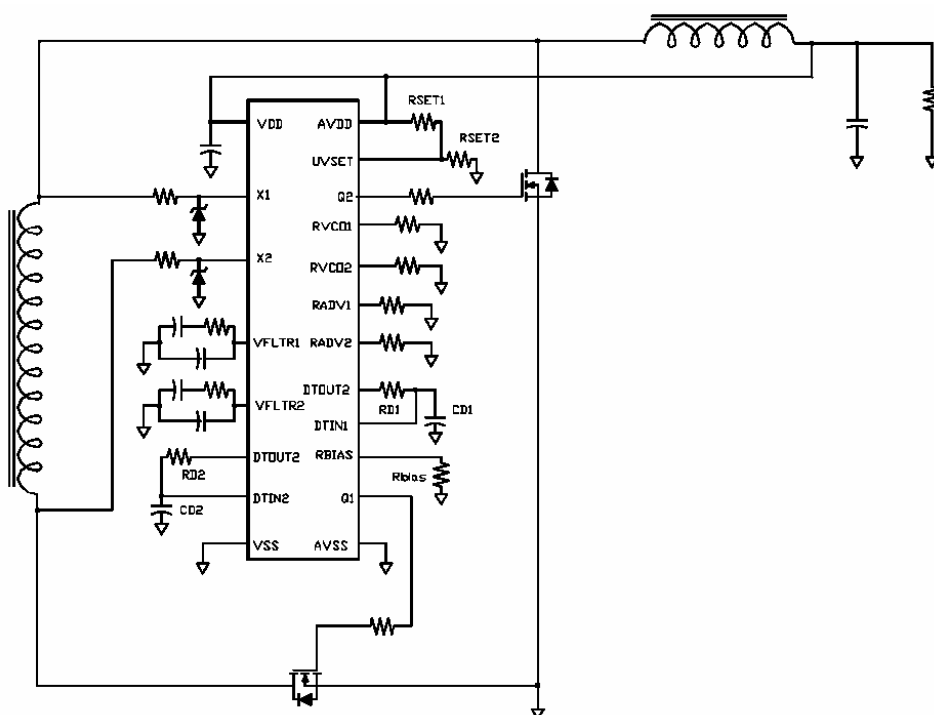 RSET1
VDD AVDD
RSET2
UVSET
X1 Q2
RVCO1
X2 RVCO2
RADV1
VFLTR1 RADV2
DTOUT2
VFLTR2 RD1 CD1
DTIN1
DTOUT2 RBIAS
RD2 Rbias
DTIN2 Q1
CD2
VSS AVSS